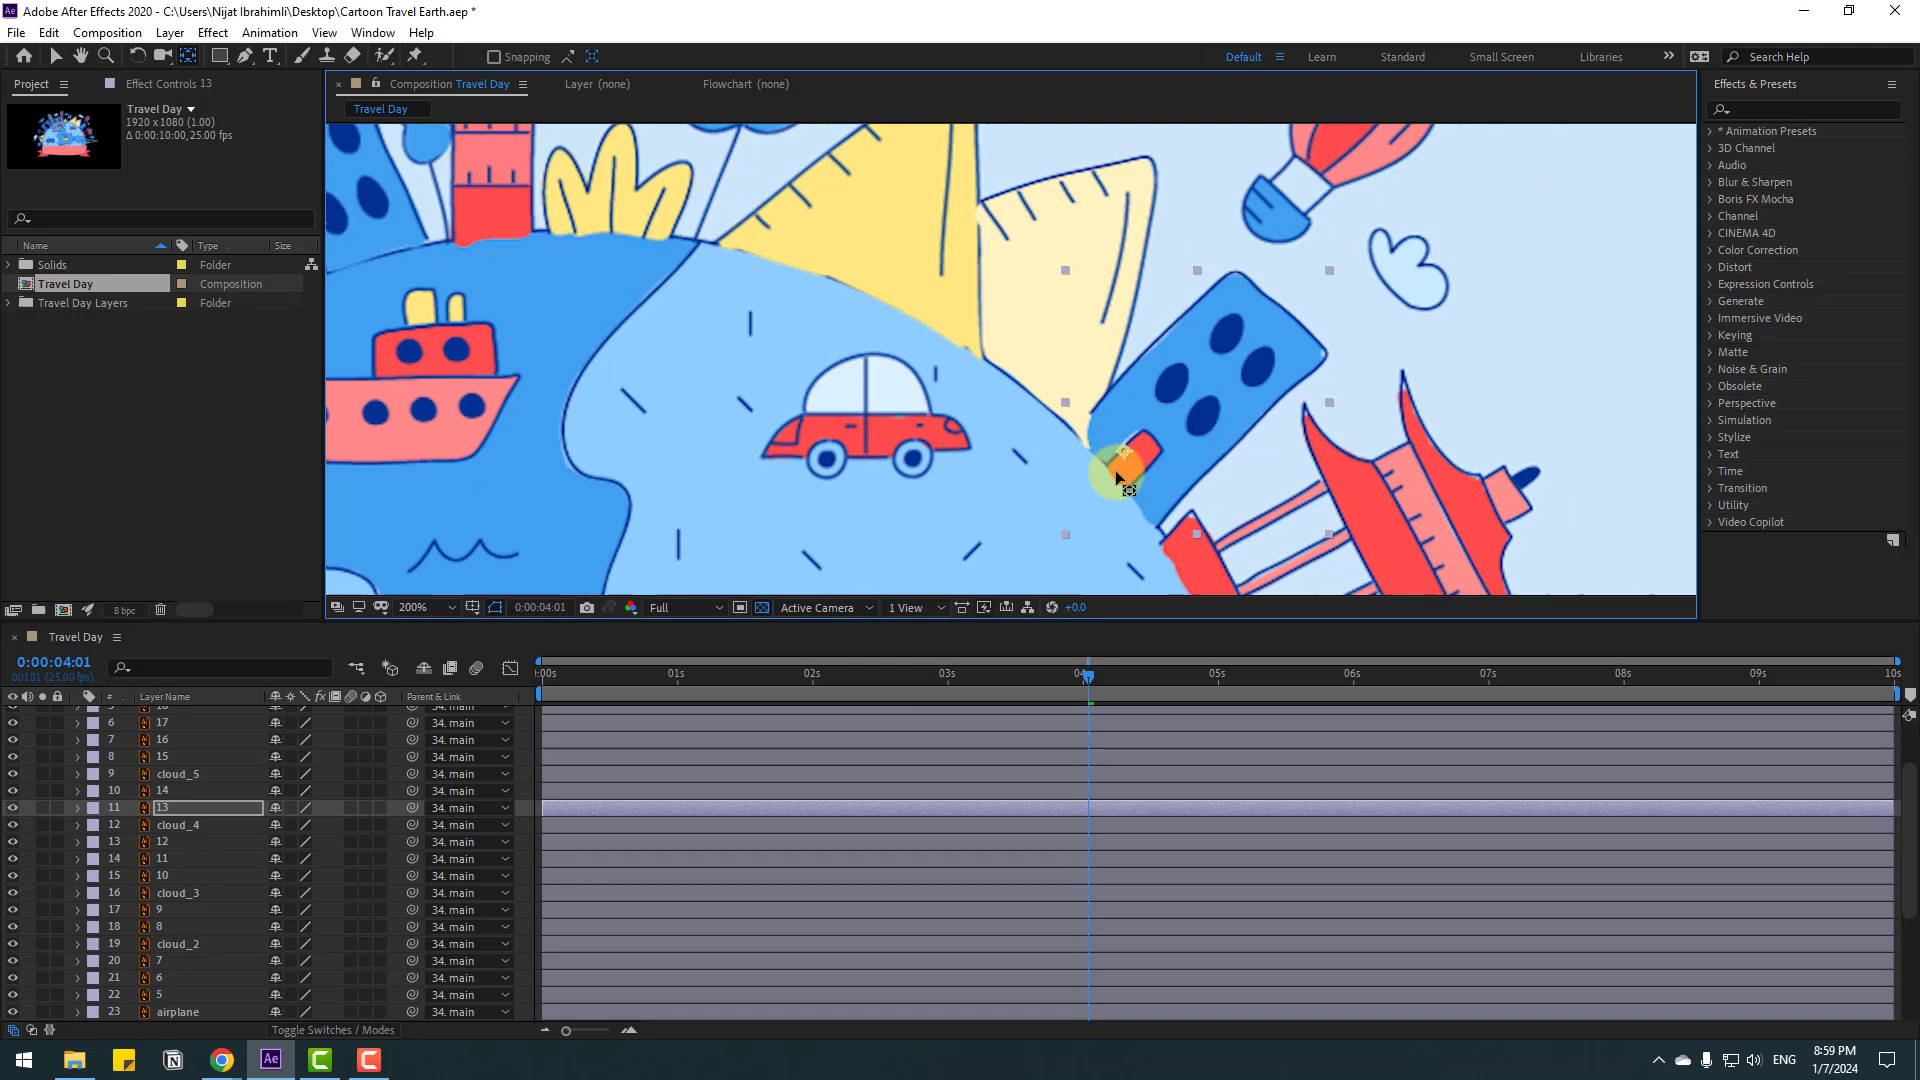 Adobe After Effects 2020 - C:\Users\Nijat Ibrahimli\Desktop\Cartoon Travel Earth.aep *
File Edit Composition Layer Effect Animation View Window Help
Snapping Default Learn Standard Small Screen Libraries Search Help
Project Effect Controls 13 Composition Travel Day Layer (none) Flowchart (none) Effects & Presets
Travel Day
Travel Day
1920 x 1080 (1.00)
Δ 0:00:10:00, 25.00 fps
Name Type Size
Solids Folder
Travel Day Composition
Travel Day Layers Folder
* Animation Presets
3D Channel
Audio
Blur & Sharpen
Boris FX Mocha
Channel
CINEMA 4D
Color Correction
Distort
Expression Controls
Generate
Immersive Video
Keying
Matte
Noise & Grain
Obsolete
Perspective
Simulation
Stylize
Text
Time
Transition
Utility
Video Copilot
8 bpc 200% 0:00:04:01 Full Active Camera 1 View +0.0
Travel Day
0:00:04:01
00101 (25.00 fps)
:00s 01s 02s 03s 04s 05s 06s 07s 08s 09s 10s
# Layer Name fx Parent & Link
6 17 34. main
7 16 34. main
8 15 34. main
9 cloud_5 34. main
10 14 34. main
11 13 34. main
12 cloud_4 34. main
13 12 34. main
14 11 34. main
15 10 34. main
16 cloud_3 34. main
17 9 34. main
18 8 34. main
19 cloud_2 34. main
20 7 34. main
21 6 34. main
22 5 34. main
23 airplane 34. main
Toggle Switches / Modes
Ae ENG 8:59 PM
1/7/2024